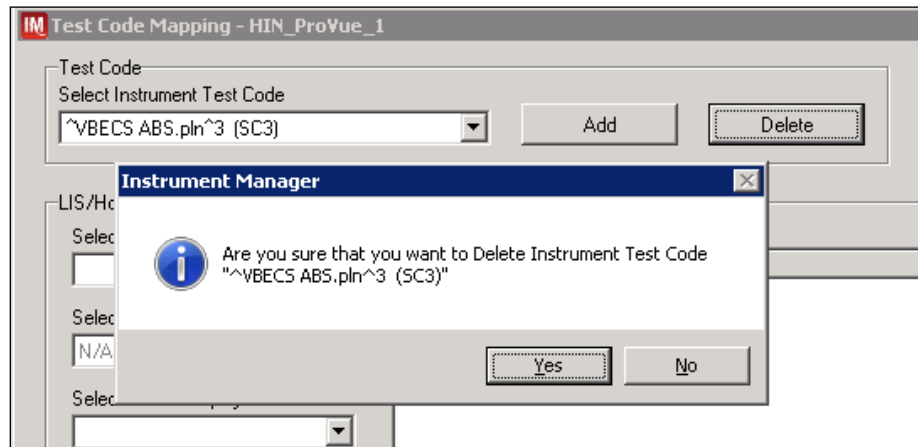 IM Test Code Mapping - HIN_ProVue_1
Test Code
Select Instrument Test Code
^VBECS ABS.pln^3 (SC3)
Add
Delete
Instrument Manager
LIS/Ho
Selec
Are you sure that you want to Delete Instrument Test Code
"^VBECS ABS.pln^3 (SC3)"
Selec
N/A
Yes
No
Selec